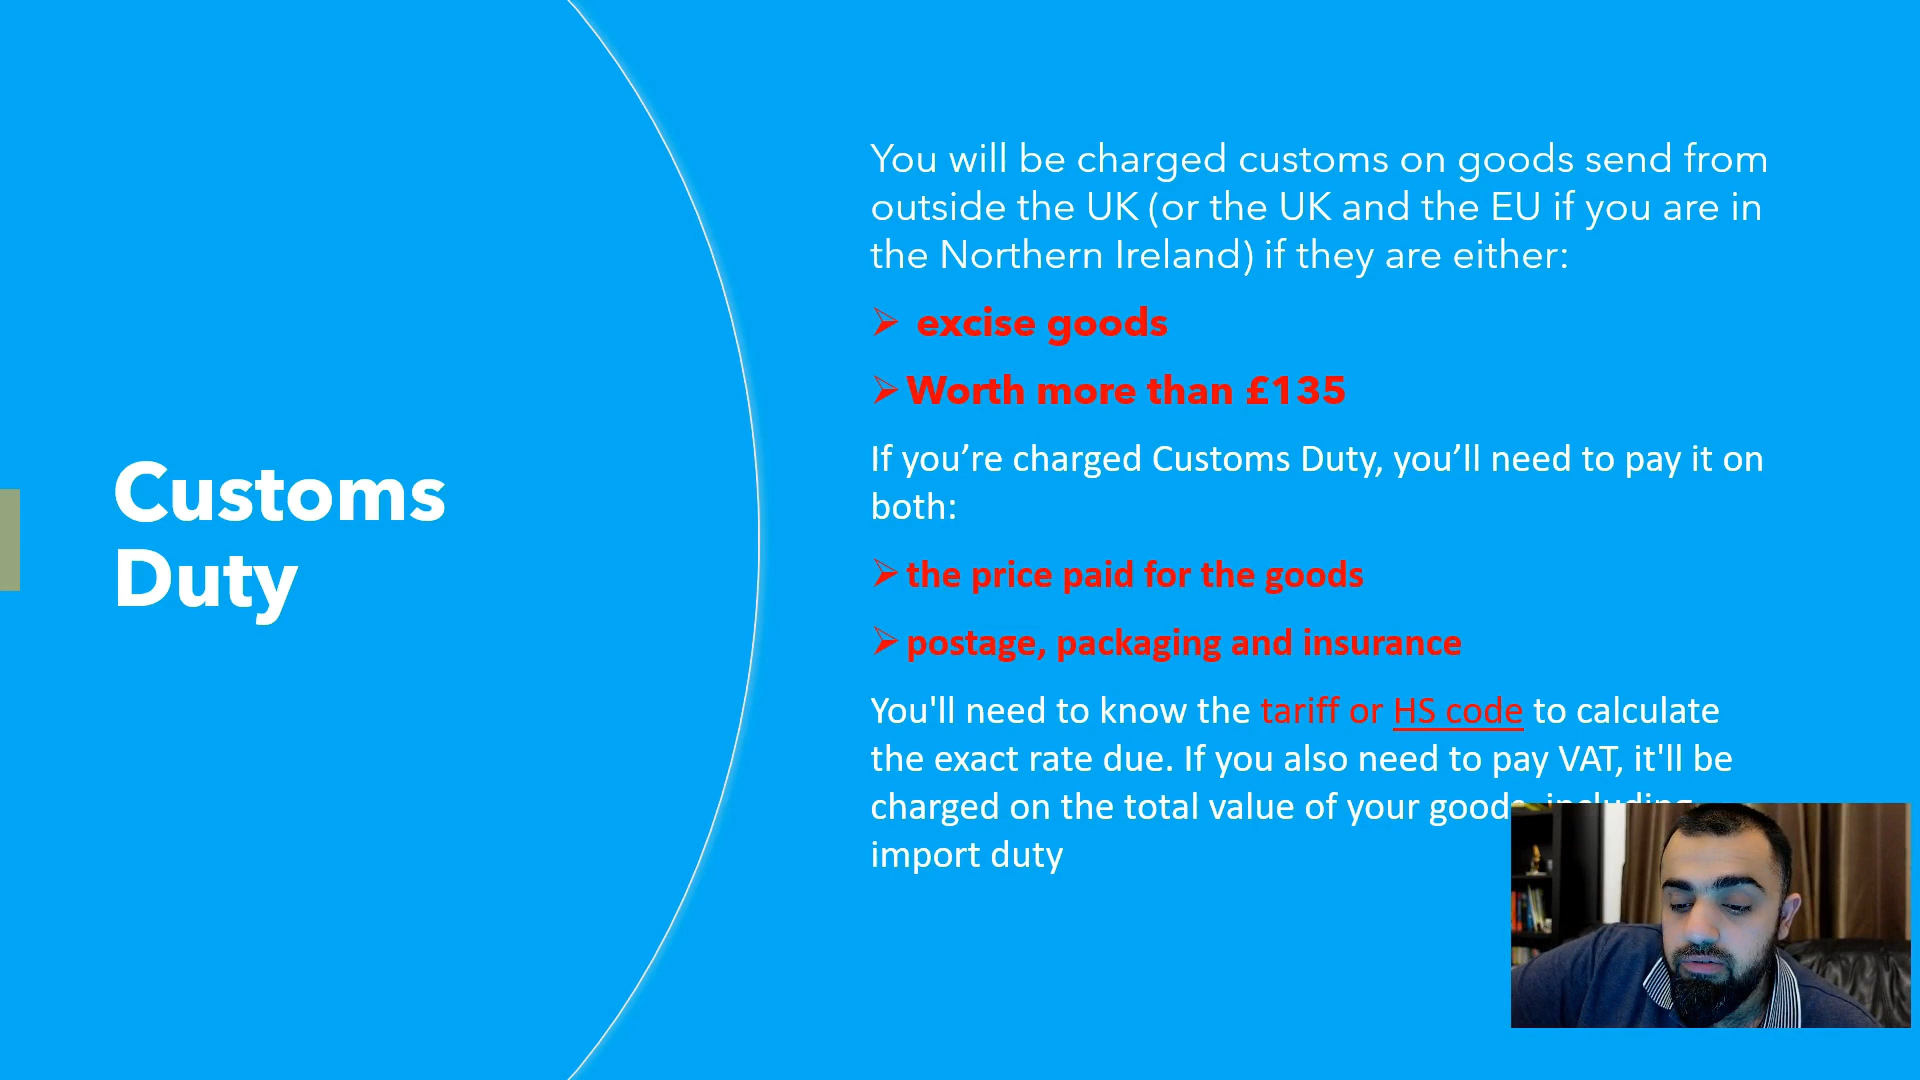 Customs
Duty
You will be charged customs on goods send from
outside the UK (or the UK and the EU if you are in
the Northern Ireland) if they are either:
excise goods
Worth more than £135
If you’re charged Customs Duty, you’ll need to pay it on
both:
the price paid for the goods
postage, packaging and insurance
You'll need to know the tariff or HS code to calculate
the exact rate due. If you also need to pay VAT, it'll be
charged on the total value of your goods, including
import duty